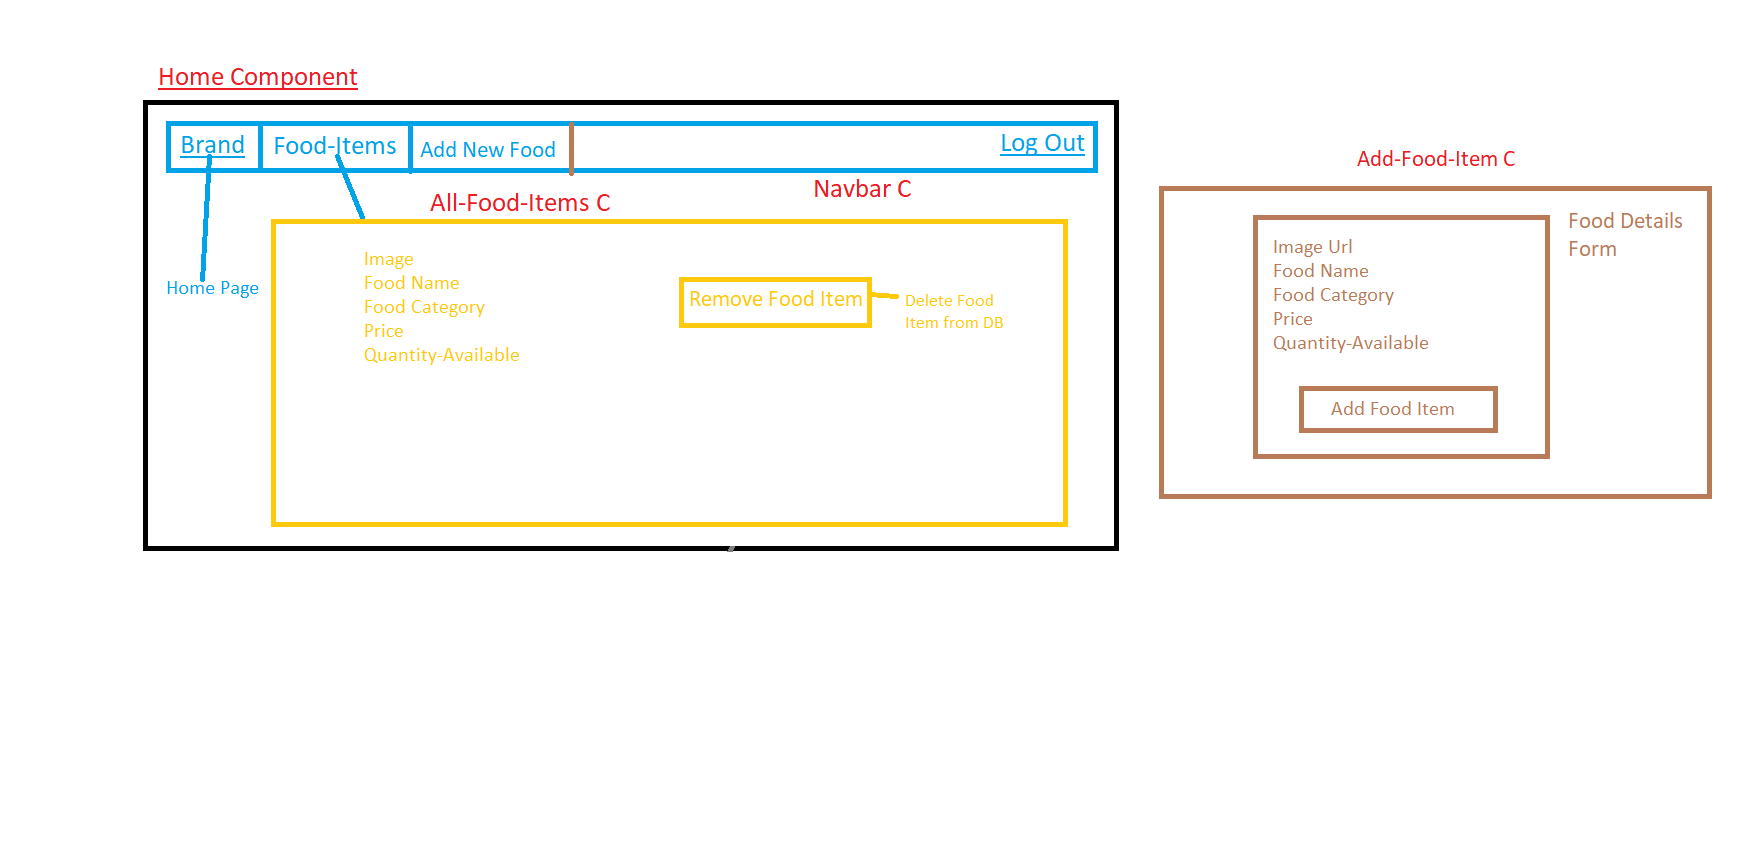 Home Component
Brand
Food-Items
Add New Food
Log Out
Navbar C
All-Food-Items C
Home Page
Image
Food Name
Food Category
Price
Quantity-Available
Remove Food Item
Delete Food
Item from DB
Add-Food-Item C
Food Details
Form
Image Url
Food Name
Food Category
Price
Quantity-Available
Add Food Item